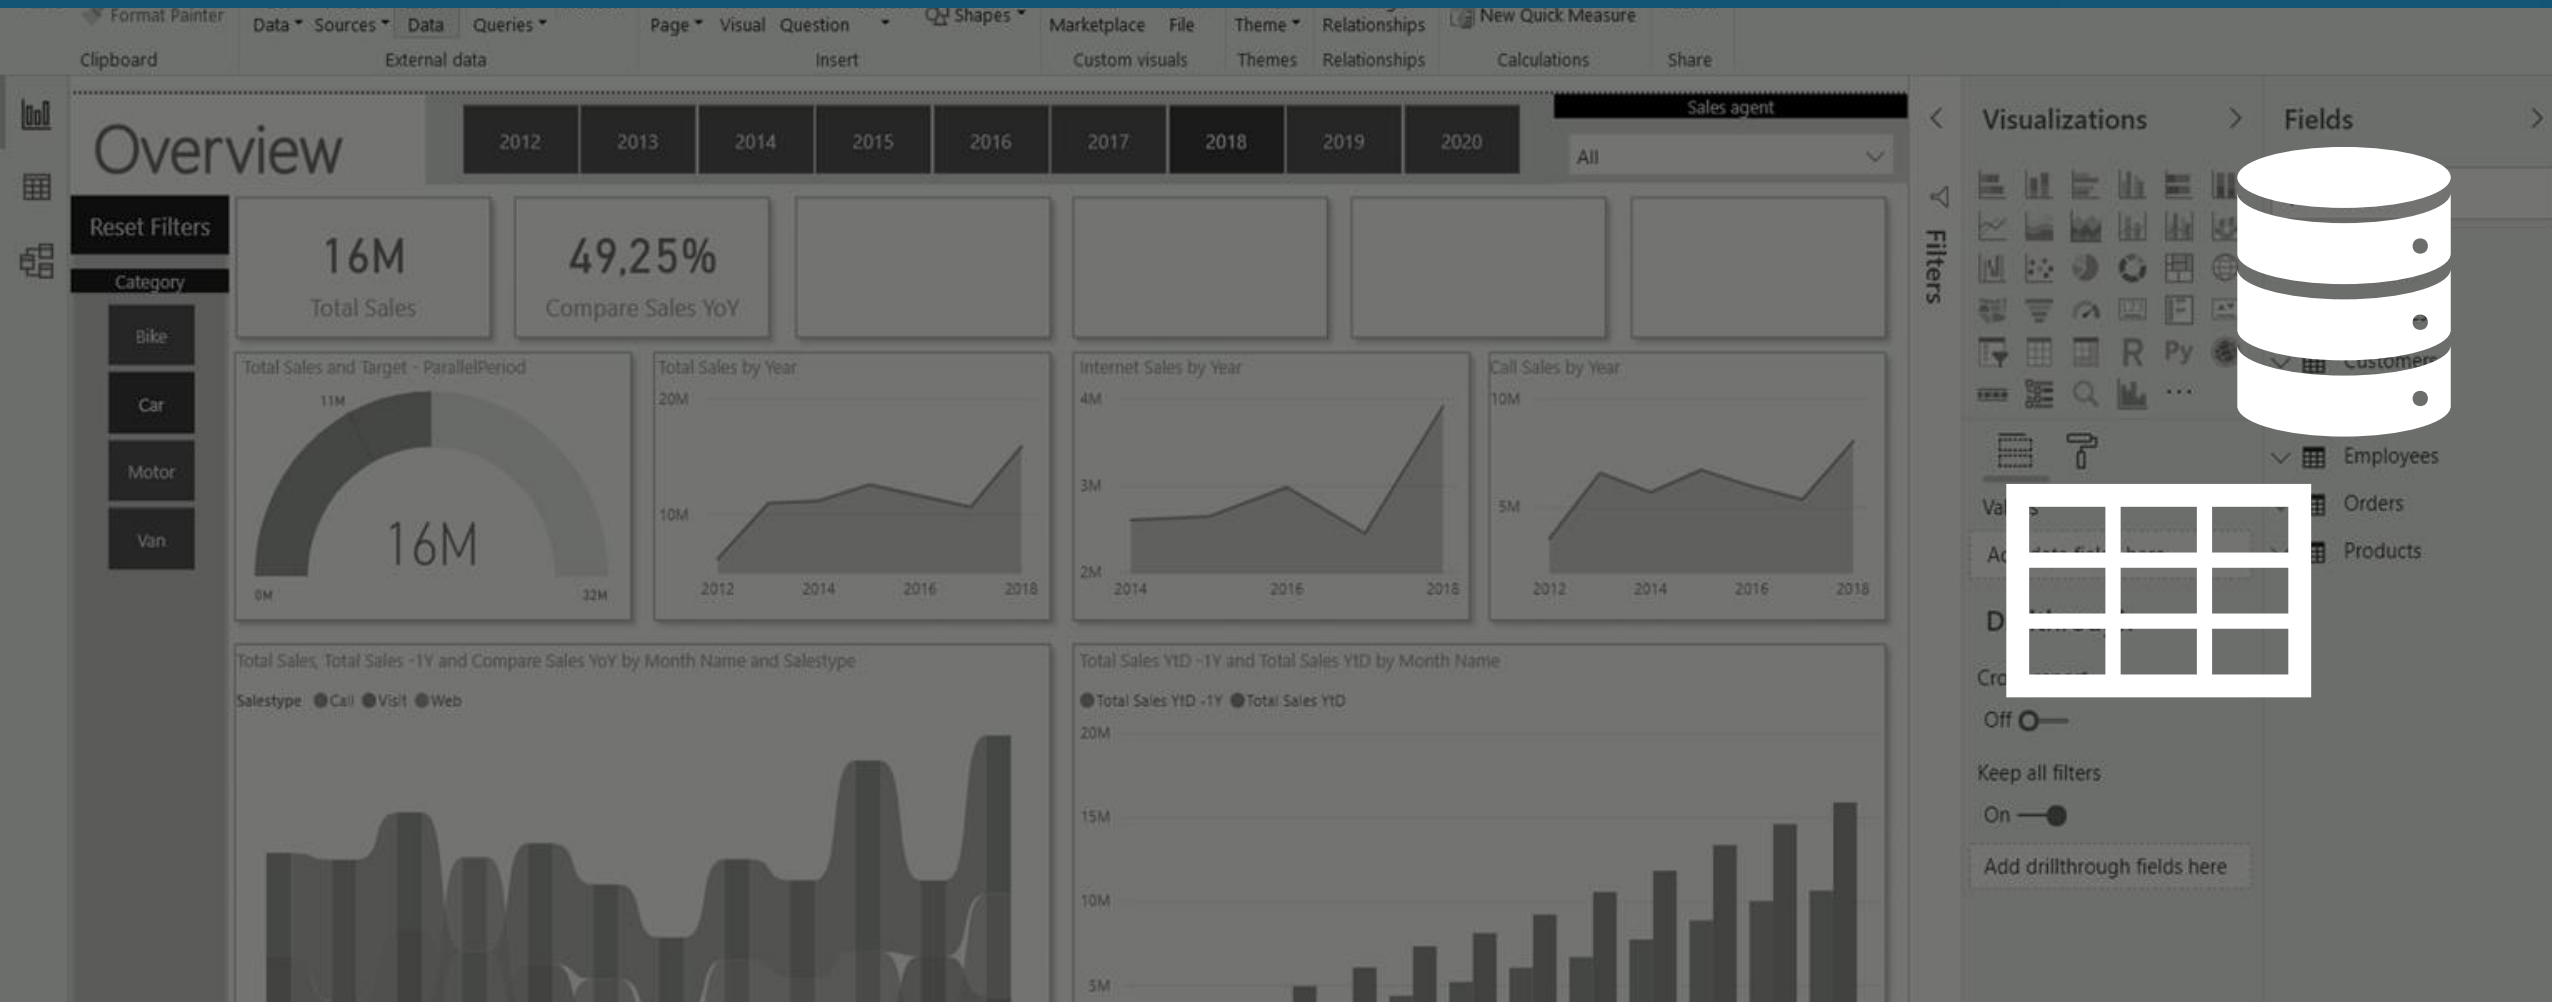 Format Painter
Data Sources Data Queries
Page Visual Question
Shapes
Marketplace File
Theme
Relationships
New Quick Measure
Clipboard
External data
Insert
Custom visuals
Themes
Relationships
Calculations
Share
Overview
2012 2013 2014 2015 2016 2017 2018 2019 2020
Sales agent
All
Reset Filters
Category
Bike
Car
Motor
Van
16M
Total Sales
49,25%
Compare Sales YoY
Total Sales and Target - ParallelPeriod
11M
16M
0M
32M
Total Sales by Year
20M
10M
2012 2014 2016 2018
Internet Sales by Year
4M
3M
2M
2014 2016 2018
Call Sales by Year
10M
5M
2012 2014 2016 2018
Total Sales, Total Sales -1Y and Compare Sales YoY by Month Name and Salestype
Salestype Call Visit Web
Total Sales YtD -1Y and Total Sales YtD by Month Name
Total Sales YtD -1Y Total Sales YtD
20M
15M
10M
5M
Filters
Visualizations
123
R Py
Off
Keep all filters
On
Add drillthrough fields here
Fields
Customers
Employees
Orders
Products